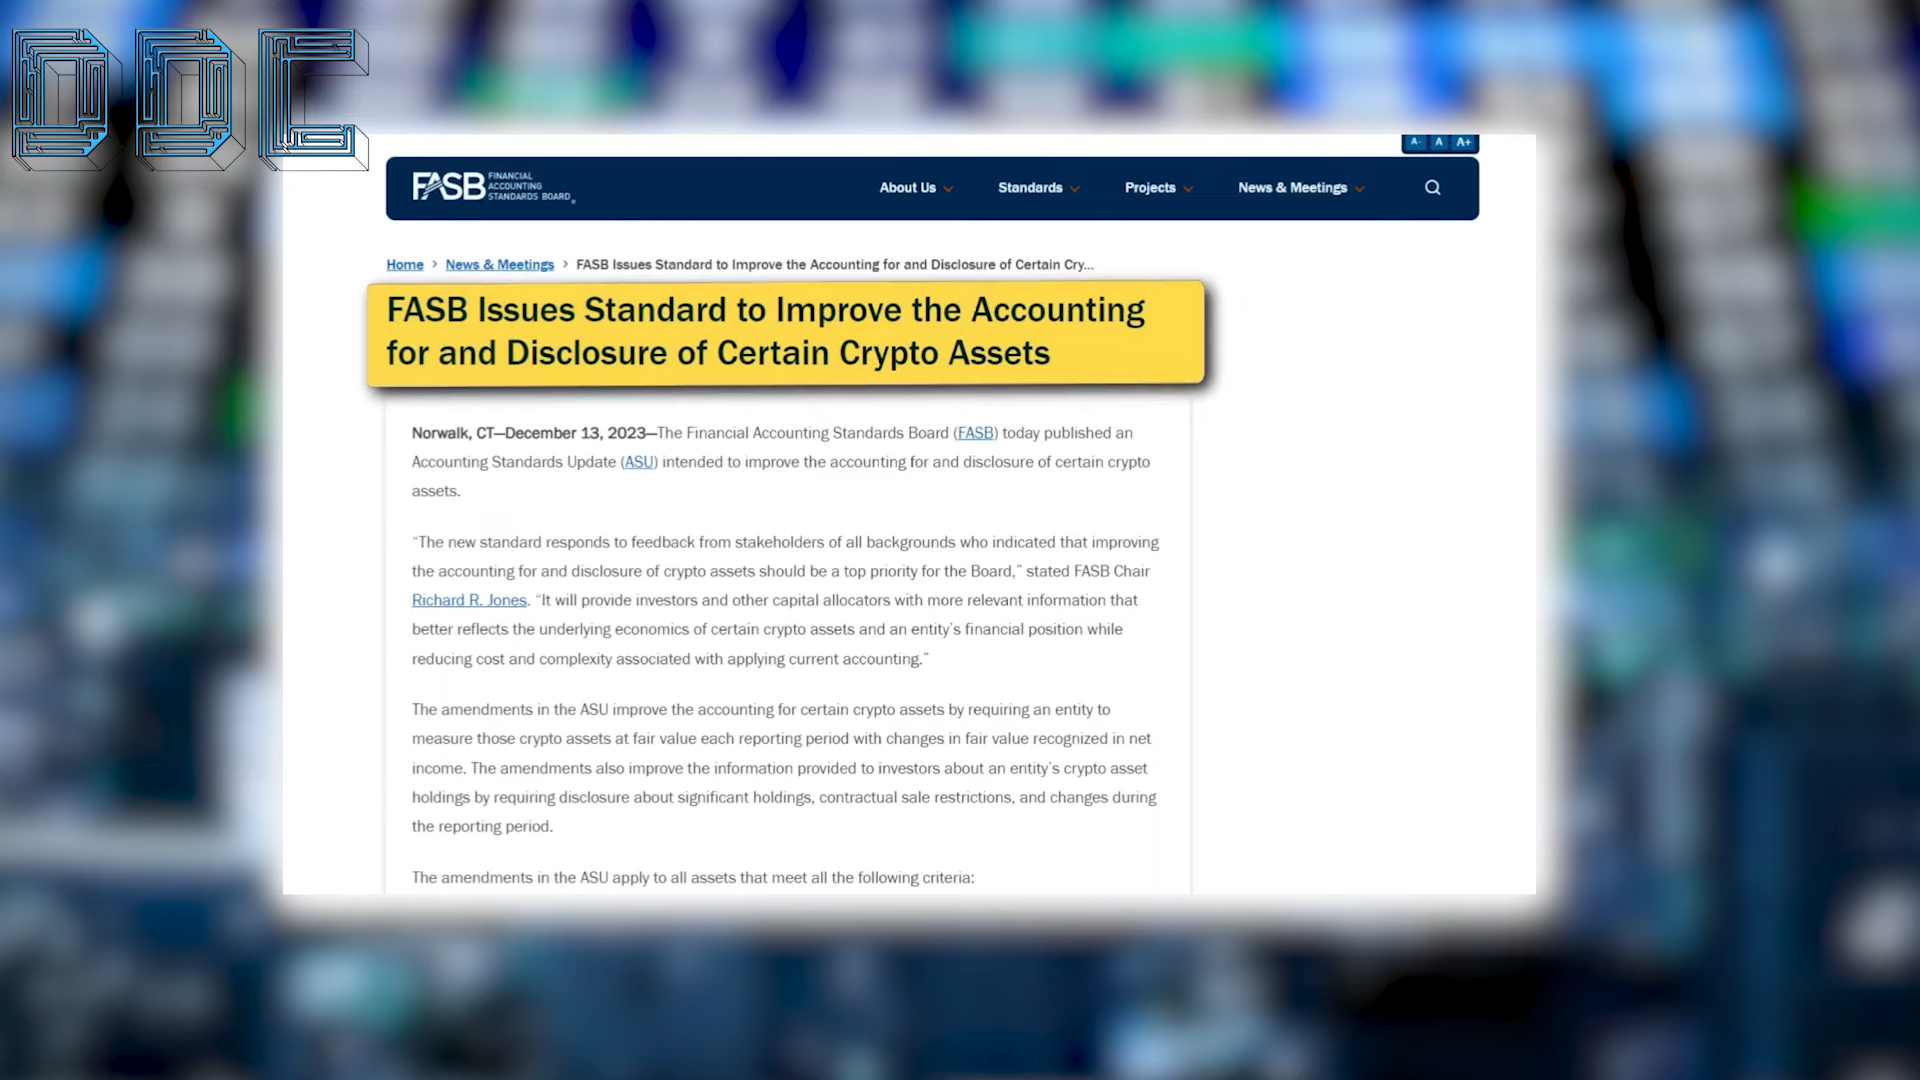 DDC
A- A A+
FASB FINANCIAL
ACCOUNTING
STANDARDS BOARD
About Us Standards Projects News & Meetings
Home > News & Meetings > FASB Issues Standard to Improve the Accounting for and Disclosure of Certain Cry...
FASB Issues Standard to Improve the Accounting
for and Disclosure of Certain Crypto Assets
Norwalk, CT—December 13, 2023—The Financial Accounting Standards Board (FASB) today published an
Accounting Standards Update (ASU) intended to improve the accounting for and disclosure of certain crypto
assets.
“The new standard responds to feedback from stakeholders of all backgrounds who indicated that improving
the accounting for and disclosure of crypto assets should be a top priority for the Board,” stated FASB Chair
Richard R. Jones. “It will provide investors and other capital allocators with more relevant information that
better reflects the underlying economics of certain crypto assets and an entity’s financial position while
reducing cost and complexity associated with applying current accounting.”
The amendments in the ASU improve the accounting for certain crypto assets by requiring an entity to
measure those crypto assets at fair value each reporting period with changes in fair value recognized in net
income. The amendments also improve the information provided to investors about an entity’s crypto asset
holdings by requiring disclosure about significant holdings, contractual sale restrictions, and changes during
the reporting period.
The amendments in the ASU apply to all assets that meet all the following criteria: